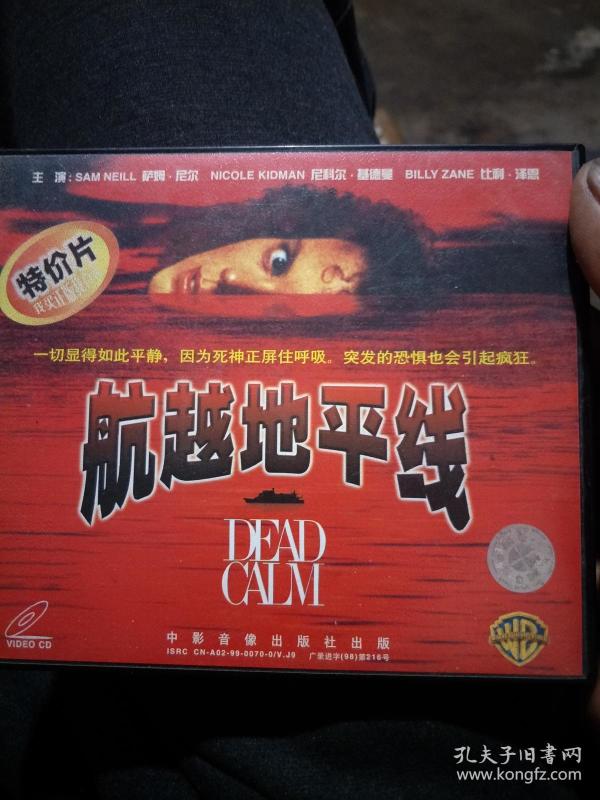 主 演: SAM NEILL 萨姆·尼尔 NICOLE KIDMAN 尼科尔·基德曼 BILLY ZANE 比利·泽恩
特价片
一切显得如此平静，因为死神正屏住呼吸。突发的恐惧也会引起疯狂。
航越地平线
DEAD
CALM
VIDEO CD
中影音像出版社出版
ISRC CN-A02-99-0070-0/V.J9 广录进字(98)第216号
孔夫子旧书网
www.kongfz.com